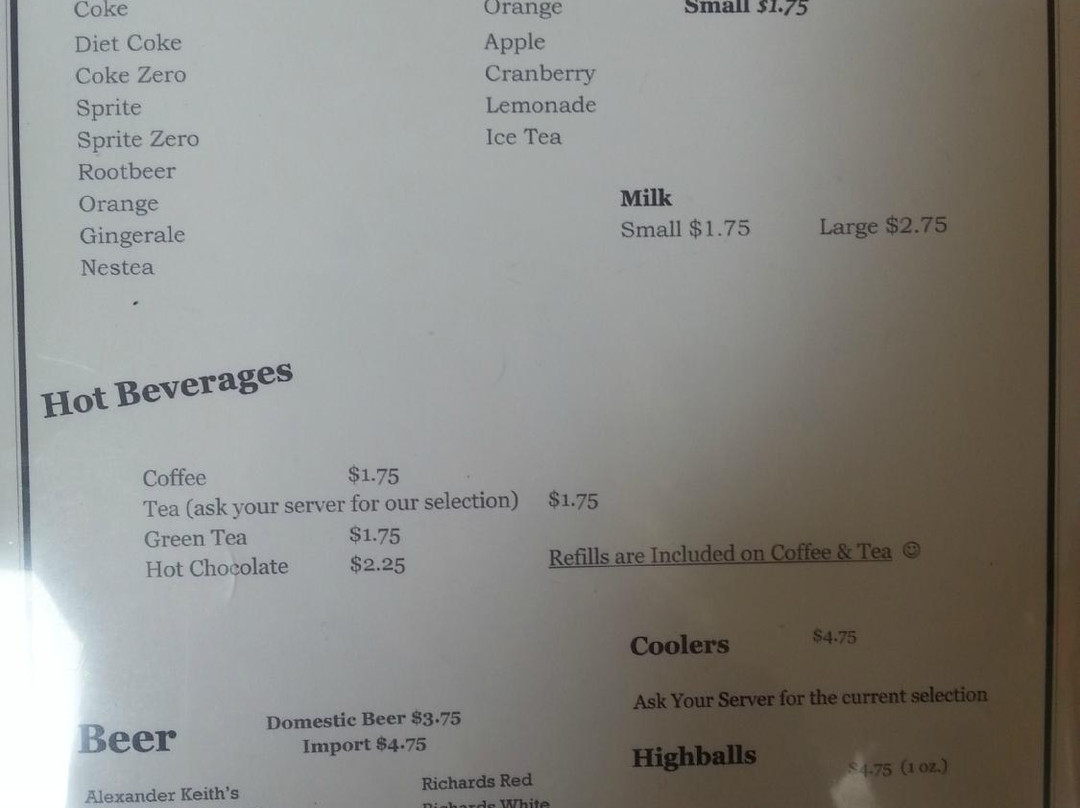 Coke
Orange
Small $1.75
Diet Coke
Apple
Coke Zero
Cranberry
Sprite
Lemonade
Sprite Zero
Ice Tea
Rootbeer
Orange
Gingerale
Nestea
Milk
Small $1.75 Large $2.75
Hot Beverages
Coffee $1.75
Tea (ask your server for our selection) $1.75
Green Tea $1.75
Hot Chocolate $2.25
Refills are Included on Coffee & Tea ☺
Coolers $4.75
Ask Your Server for the current selection
Beer
Domestic Beer $3.75
Import $4.75
Highballs $4.75 (1 oz.)
Alexander Keith's
Richards Red
Richards White